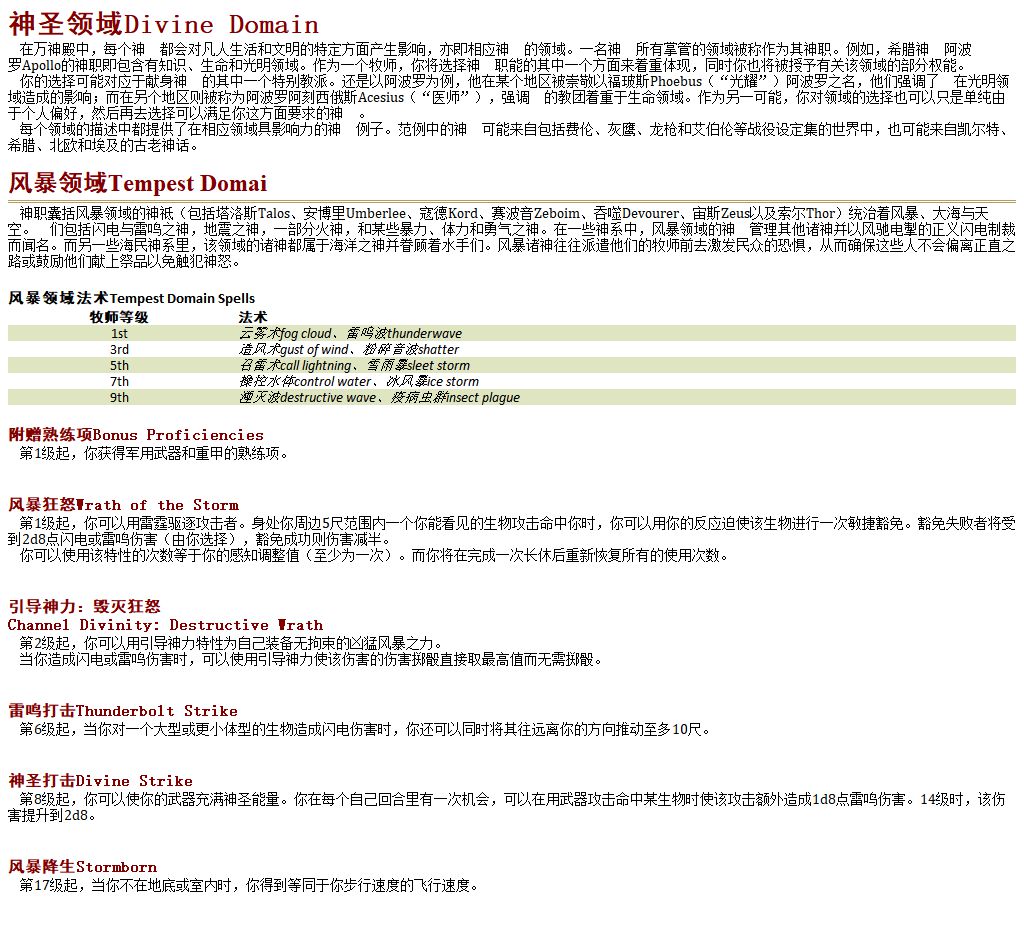 神圣领域Divine Domain
在万神殿中，每个神 都会对凡人生活和文明的特定方面产生影响，亦即相应神 的领域。一名神 所有掌管的领域被称作为其神职。例如，希腊神 阿波
罗Apollo的神职即包含有知识、生命和光明领域。作为一个牧师，你将选择神 职能的其中一个方面来着重体现，同时你也将被授予有关该领域的部分权能。
你的选择可能对应于献身神 的其中一个特别教派。还是以阿波罗为例，他在某个地区被崇敬以福玻斯Phoebus（“光耀”）阿波罗之名，他们强调了 在光明领
域造成的影响；而在另个地区则被称为阿波罗阿刻西俄斯Acesius（“医师”），强调 的教团着重于生命领域。作为另一可能，你对领域的选择也可以只是单纯由
于个人偏好，然后再去选择可以满足你这方面要求的神 。
每个领域的描述中都提供了在相应领域具影响力的神 例子。范例中的神 可能来自包括费伦、灰鹰、龙枪和艾伯伦等战役设定集的世界中，也可能来自凯尔特、
希腊、北欧和埃及的古老神话。
风暴领域Tempest Domai
神职囊括风暴领域的神祇（包括塔洛斯Talos、安博里Umberlee、寇德Kord、赛波音Zeboim、吞噬Devourer、宙斯Zeus以及索尔Thor）统治着风暴、大海与天
空。 们包括闪电与雷鸣之神，地震之神，一部分火神，和某些暴力、体力和勇气之神。在一些神系中，风暴领域的神 管理其他诸神并以风驰电掣的正义闪电制裁
而闻名。而另一些海民神系里，该领域的诸神都属于海洋之神并眷顾着水手们。风暴诸神往往派遣他们的牧师前去激发民众的恐惧，从而确保这些人不会偏离正直之
路或鼓励他们献上祭品以免触犯神怒。
风暴领域法术Tempest Domain Spells
牧师等级 法术
1st 云雾术fog cloud、雷鸣波thunderwave
3rd 造风术gust of wind、粉碎音波shatter
5th 召雷术call lightning、雪雨暴sleet storm
7th 操控水体control water、冰风暴ice storm
9th 湮灭波destructive wave、疫病虫群insect plague
附赠熟练项Bonus Proficiencies
第1级起，你获得军用武器和重甲的熟练项。
风暴狂怒Wrath of the Storm
第1级起，你可以用雷霆驱逐攻击者。身处你周边5尺范围内一个你能看见的生物攻击命中你时，你可以用你的反应迫使该生物进行一次敏捷豁免。豁免失败者将受
到2d8点闪电或雷鸣伤害（由你选择），豁免成功则伤害减半。
你可以使用该特性的次数等于你的感知调整值（至少为一次）。而你将在完成一次长休后重新恢复所有的使用次数。
引导神力：毁灭狂怒
Channel Divinity: Destructive Wrath
第2级起，你可以用引导神力特性为自己装备无拘束的凶猛风暴之力。
当你造成闪电或雷鸣伤害时，可以使用引导神力使该伤害的伤害掷骰直接取最高值而无需掷骰。
雷鸣打击Thunderbolt Strike
第6级起，当你对一个大型或更小体型的生物造成闪电伤害时，你还可以同时将其往远离你的方向推动至多10尺。
神圣打击Divine Strike
第8级起，你可以使你的武器充满神圣能量。你在每个自己回合里有一次机会，可以在用武器攻击命中某生物时使该攻击额外造成1d8点雷鸣伤害。14级时，该伤
害提升到2d8。
风暴降生Stormborn
第17级起，当你不在地底或室内时，你得到等同于你步行速度的飞行速度。